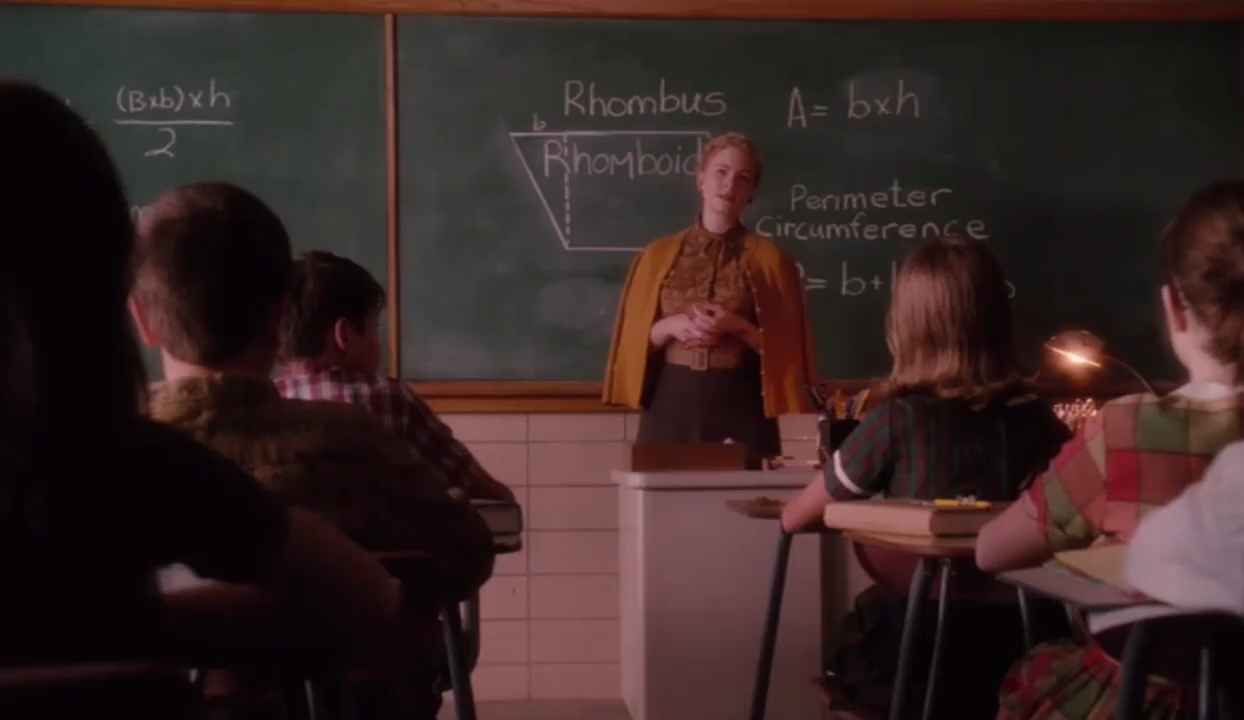 (Bxb)xh
2
Rhombus
b
Rhomboid
A= bxh
Perimeter
Circumference
= b+